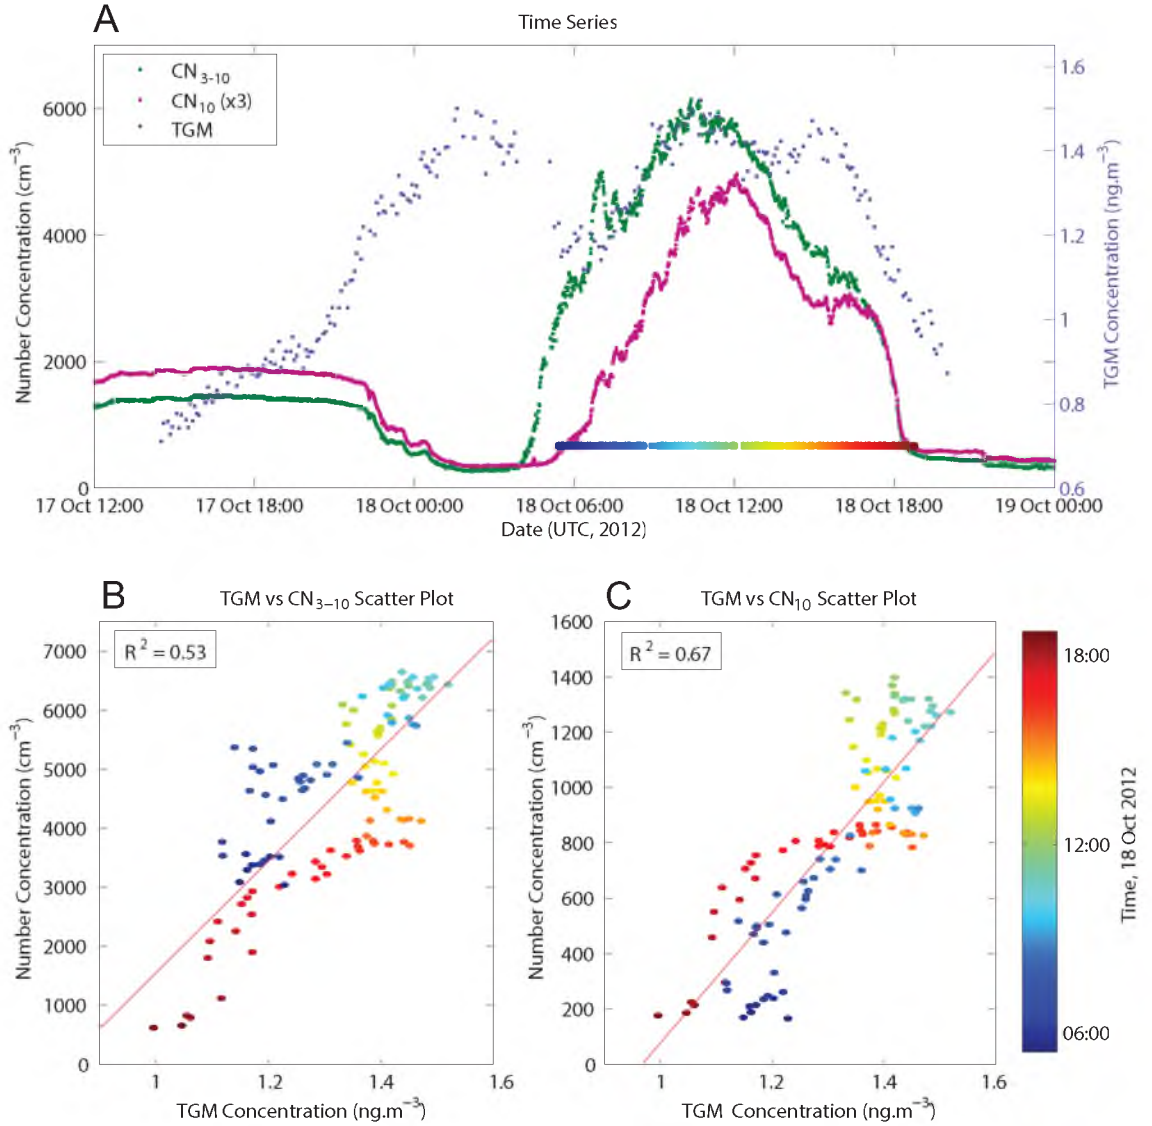 A
Time Series
CN3-10
CN10 (x3)
TGM
6000
4000
2000
0
Number Concentration (cm−3)
1.6
1.4
1.2
1
0.8
0.6
TGM Concentration (ng.m−3)
17 Oct 12:00
17 Oct 18:00
18 Oct 00:00
18 Oct 06:00
18 Oct 12:00
18 Oct 18:00
19 Oct 00:00
Date (UTC, 2012)
B
TGM vs CN3−10 Scatter Plot
R2 = 0.53
7000
6000
5000
4000
3000
2000
1000
0
Number Concentration (cm−3)
1
1.2
1.4
1.6
TGM Concentration (ng.m−3)
C
TGM vs CN10 Scatter Plot
R2 = 0.67
1600
1400
1200
1000
800
600
400
200
0
Number Concentration (cm−3)
1
1.2
1.4
1.6
TGM Concentration (ng.m−3)
18:00
12:00
06:00
Time, 18 Oct 2012